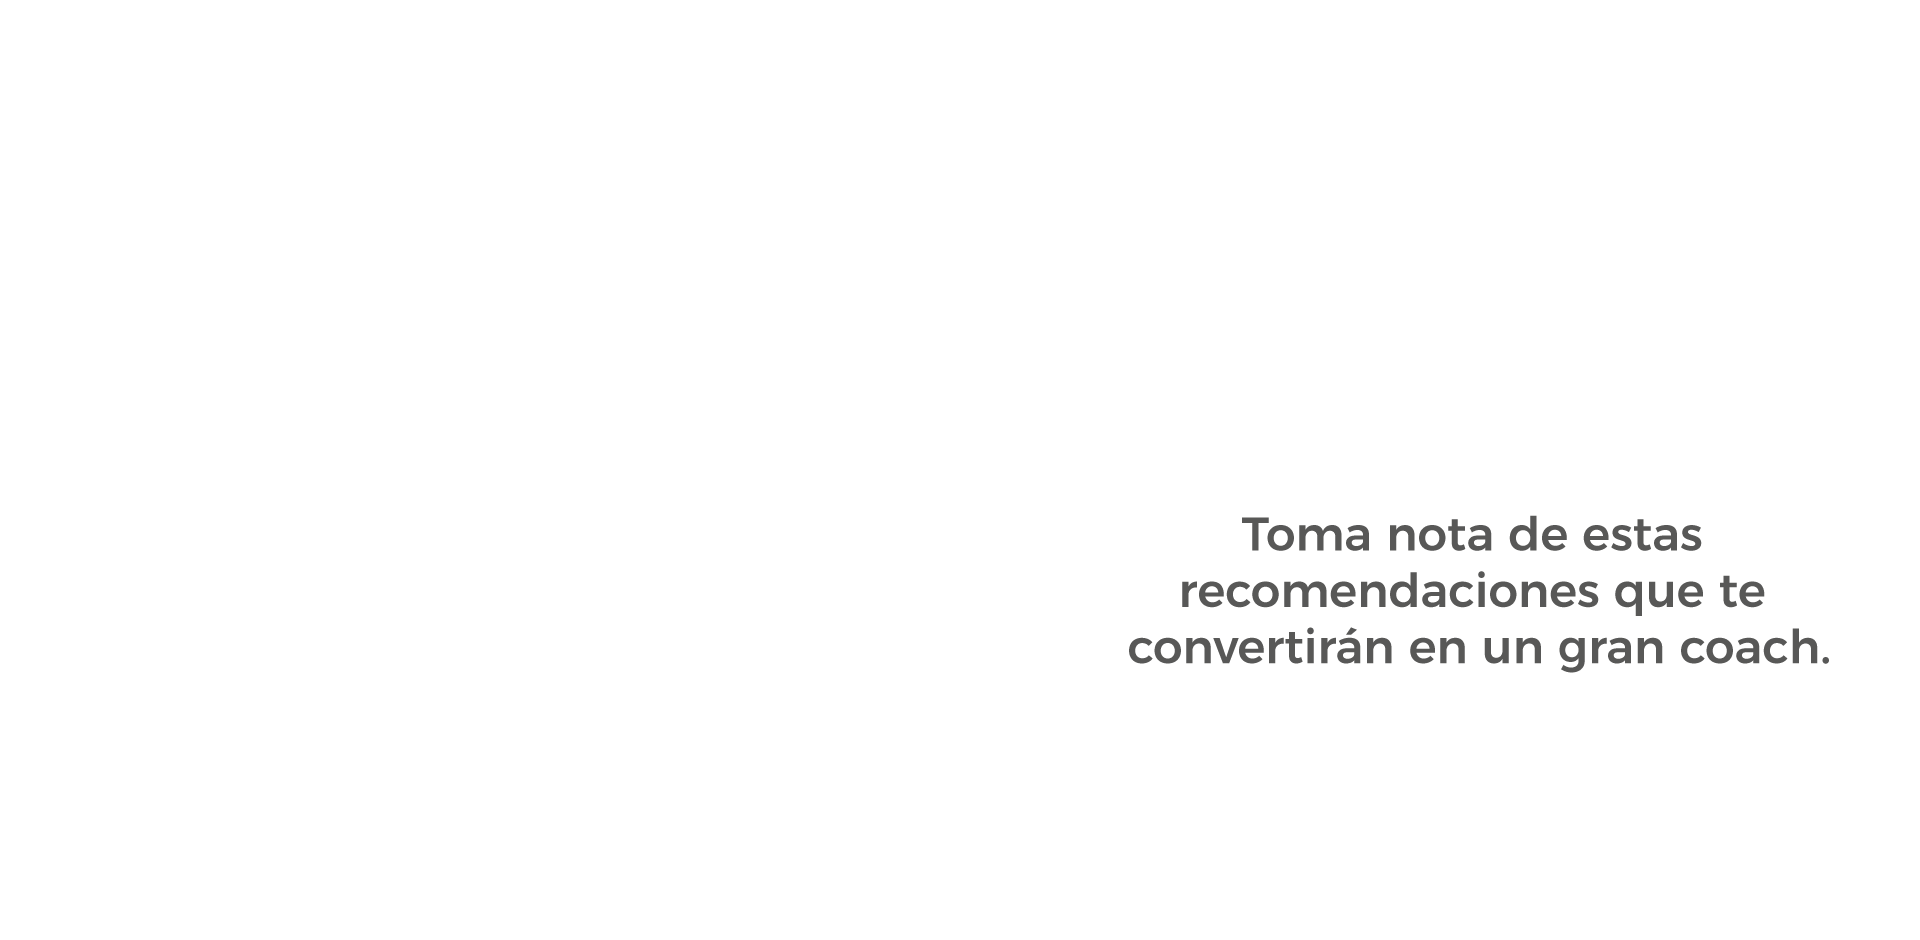 Toma nota de estas
recomendaciones que te
convertirán en un gran coach.